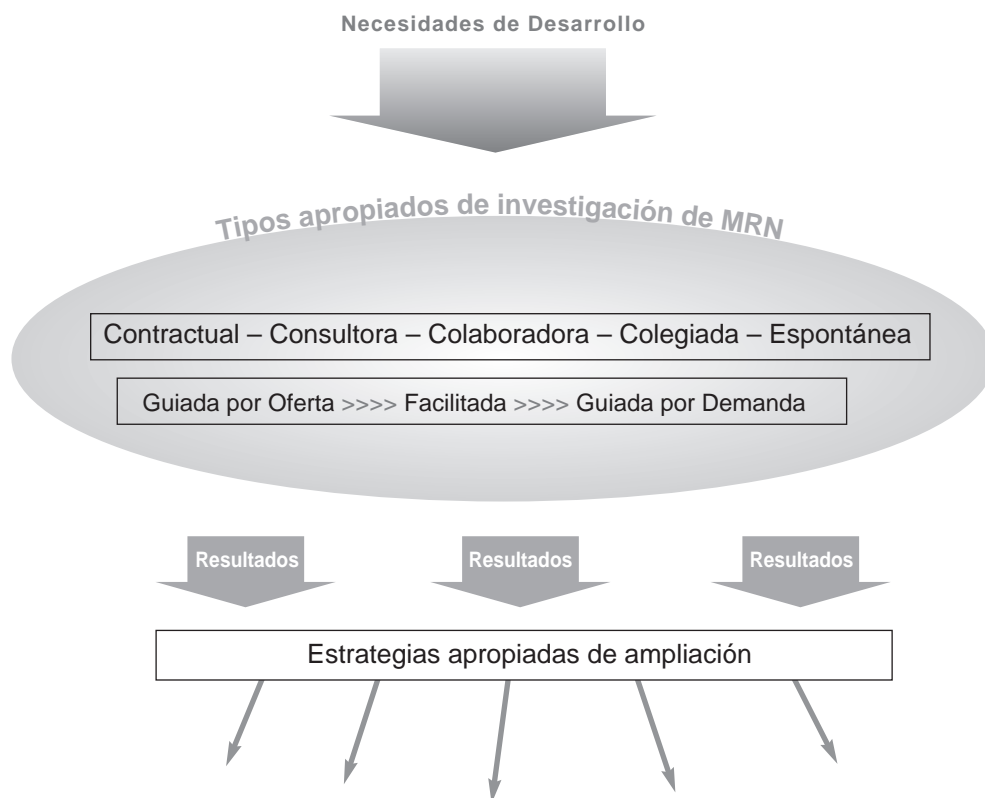 Necesidades de Desarrollo
Tipos apropiados de investigación de MRN
Contractual – Consultora – Colaboradora – Colegiada – Espontánea
Guiada por Oferta >>>> Facilitada >>>> Guiada por Demanda
Resultados
Resultados
Resultados
Estrategias apropiadas de ampliación